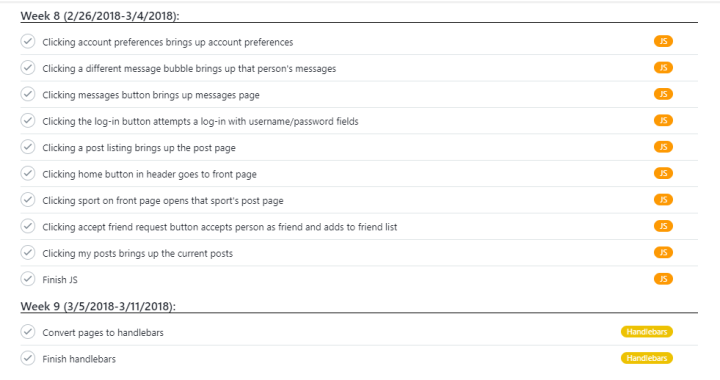 Week 8 (2/26/2018-3/4/2018):
Clicking account preferences brings up account preferences JS
Clicking a different message bubble brings up that person's messages JS
Clicking messages button brings up messages page JS
Clicking the log-in button attempts a log-in with username/password fields JS
Clicking a post listing brings up the post page JS
Clicking home button in header goes to front page JS
Clicking sport on front page opens that sport's post page JS
Clicking accept friend request button accepts person as friend and adds to friend list JS
Clicking my posts brings up the current posts JS
Finish JS JS
Week 9 (3/5/2018-3/11/2018):
Convert pages to handlebars Handlebars
Finish handlebars Handlebars